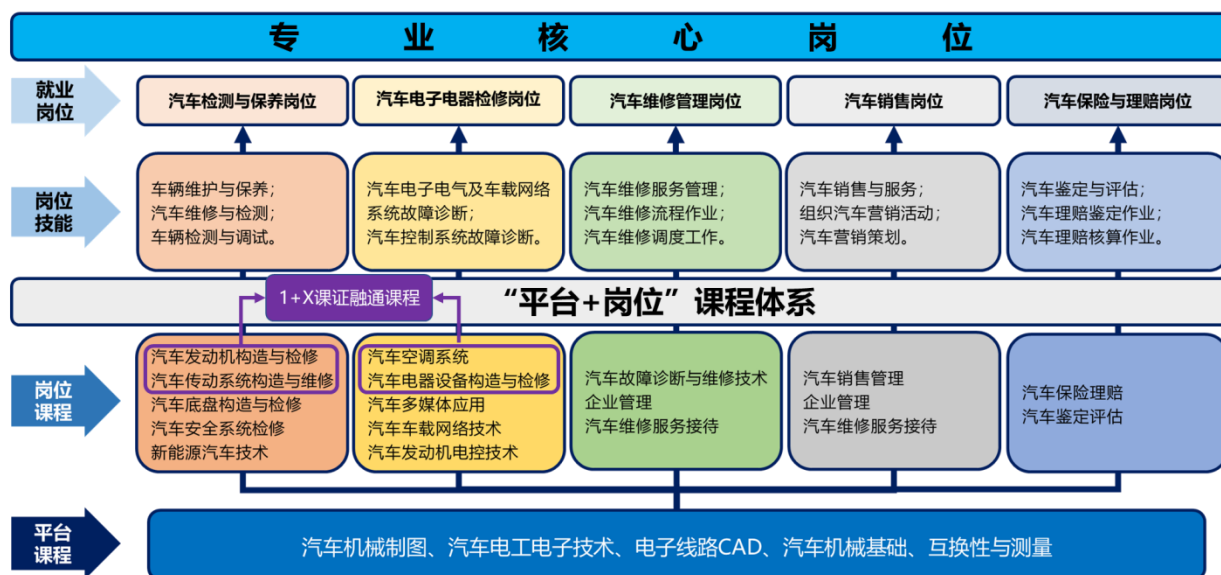 专业核心岗位
就业
岗位
汽车检测与保养岗位
汽车电子电器检修岗位
汽车维修管理岗位
汽车销售岗位
汽车保险与理赔岗位
岗位
技能
车辆维护与保养；
汽车维修与检测；
车辆检测与调试。
汽车电子电气及车载网络
系统故障诊断；
汽车控制系统故障诊断。
汽车维修服务管理；
汽车维修流程作业；
汽车维修调度工作。
汽车销售与服务；
组织汽车营销活动；
汽车营销策划。
汽车鉴定与评估；
汽车理赔鉴定作业；
汽车理赔核算作业。
1+X课证融通课程
“平台+岗位”课程体系
岗位
课程
汽车发动机构造与检修
汽车传动系统构造与维修
汽车底盘构造与检修
汽车安全系统检修
新能源汽车技术
汽车空调系统
汽车电器设备构造与检修
汽车多媒体应用
汽车车载网络技术
汽车发动机电控技术
汽车故障诊断与维修技术
企业管理
汽车维修服务接待
汽车销售管理
企业管理
汽车维修服务接待
汽车保险理赔
汽车鉴定评估
平台
课程
汽车机械制图、汽车电工电子技术、电子线路CAD、汽车机械基础、互换性与测量